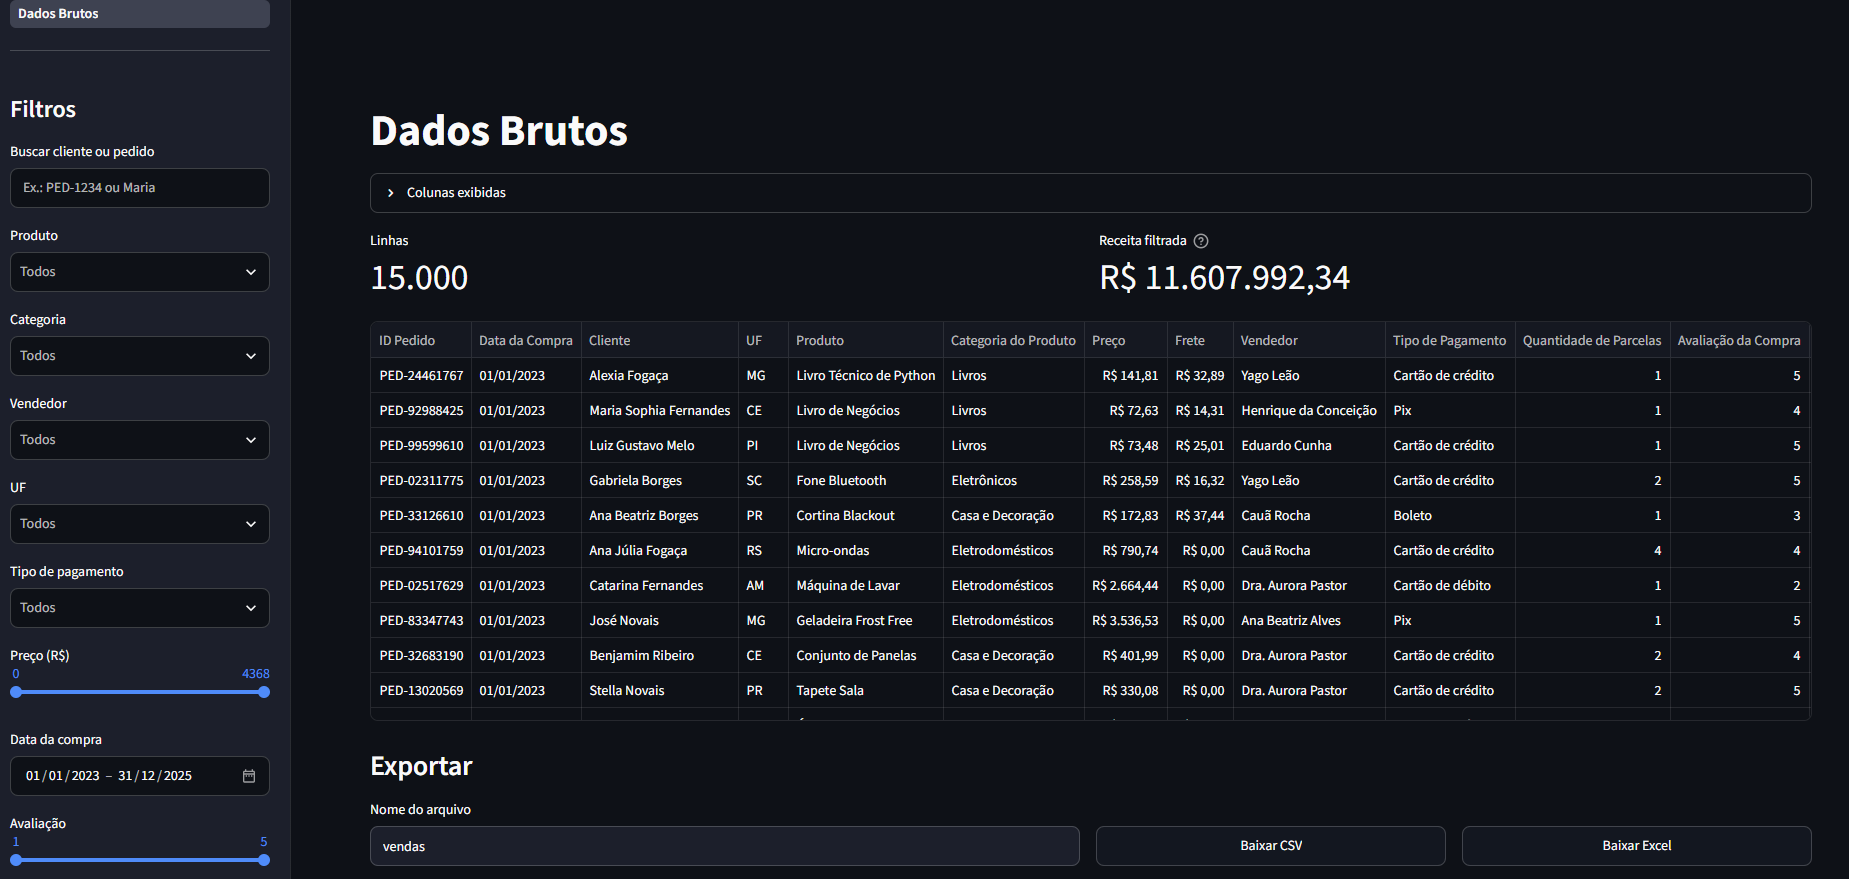 Dados Brutos
Filtros
Buscar cliente ou pedido
Ex.: PED-1234 ou Maria
Produto
Todos
Categoria
Todos
Vendedor
Todos
UF
Todos
Tipo de pagamento
Todos
Preço (R$)
0 4368
Data da compra
01/01/2023 – 31/12/2025
Avaliação
1 5
Dados Brutos
Colunas exibidas
Linhas
15.000
Receita filtrada
R$ 11.607.992,34
ID Pedido Data da Compra Cliente UF Produto Categoria do Produto Preço Frete Vendedor Tipo de Pagamento Quantidade de Parcelas Avaliação da Compra
PED-24461767 01/01/2023 Alexia Fogaça MG Livro Técnico de Python Livros R$ 141,81 R$ 32,89 Yago Leão Cartão de crédito 1 5
PED-92988425 01/01/2023 Maria Sophia Fernandes CE Livro de Negócios Livros R$ 72,63 R$ 14,31 Henrique da Conceição Pix 1 4
PED-99599610 01/01/2023 Luiz Gustavo Melo PI Livro de Negócios Livros R$ 73,48 R$ 25,01 Eduardo Cunha Cartão de crédito 1 5
PED-02311775 01/01/2023 Gabriela Borges SC Fone Bluetooth Eletrônicos R$ 258,59 R$ 16,32 Yago Leão Cartão de crédito 2 5
PED-33126610 01/01/2023 Ana Beatriz Borges PR Cortina Blackout Casa e Decoração R$ 172,83 R$ 37,44 Cauã Rocha Boleto 1 3
PED-94101759 01/01/2023 Ana Júlia Fogaça RS Micro-ondas Eletrodomésticos R$ 790,74 R$ 0,00 Cauã Rocha Cartão de crédito 4 4
PED-02517629 01/01/2023 Catarina Fernandes AM Máquina de Lavar Eletrodomésticos R$ 2.664,44 R$ 0,00 Dra. Aurora Pastor Cartão de débito 1 2
PED-83347743 01/01/2023 José Novais MG Geladeira Frost Free Eletrodomésticos R$ 3.536,53 R$ 0,00 Ana Beatriz Alves Pix 1 5
PED-32683190 01/01/2023 Benjamim Ribeiro CE Conjunto de Panelas Casa e Decoração R$ 401,99 R$ 0,00 Dra. Aurora Pastor Cartão de crédito 2 4
PED-13020569 01/01/2023 Stella Novais PR Tapete Sala Casa e Decoração R$ 330,08 R$ 0,00 Dra. Aurora Pastor Cartão de crédito 2 5
Exportar
Nome do arquivo
vendas
Baixar CSV
Baixar Excel